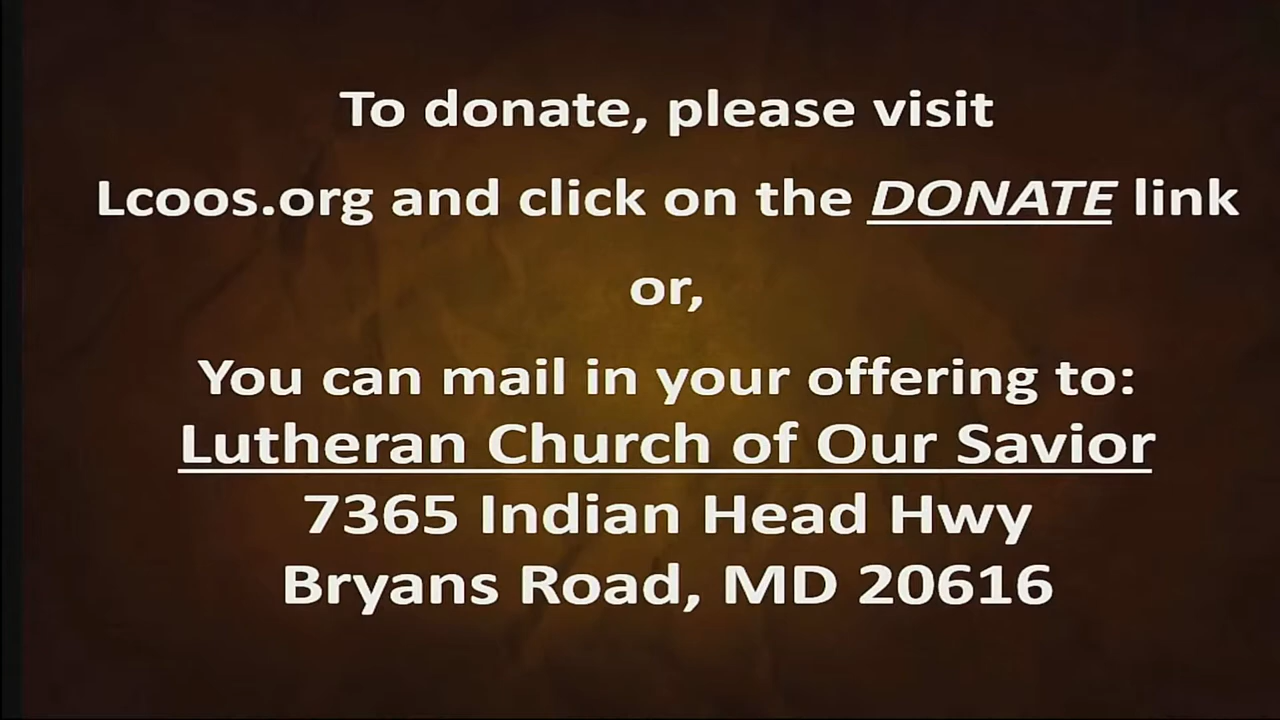 To donate, please visit
Lcoos.org and click on the DONATE link
or,
You can mail in your offering to:
Lutheran Church of Our Savior
7365 Indian Head Hwy
Bryans Road, MD 20616